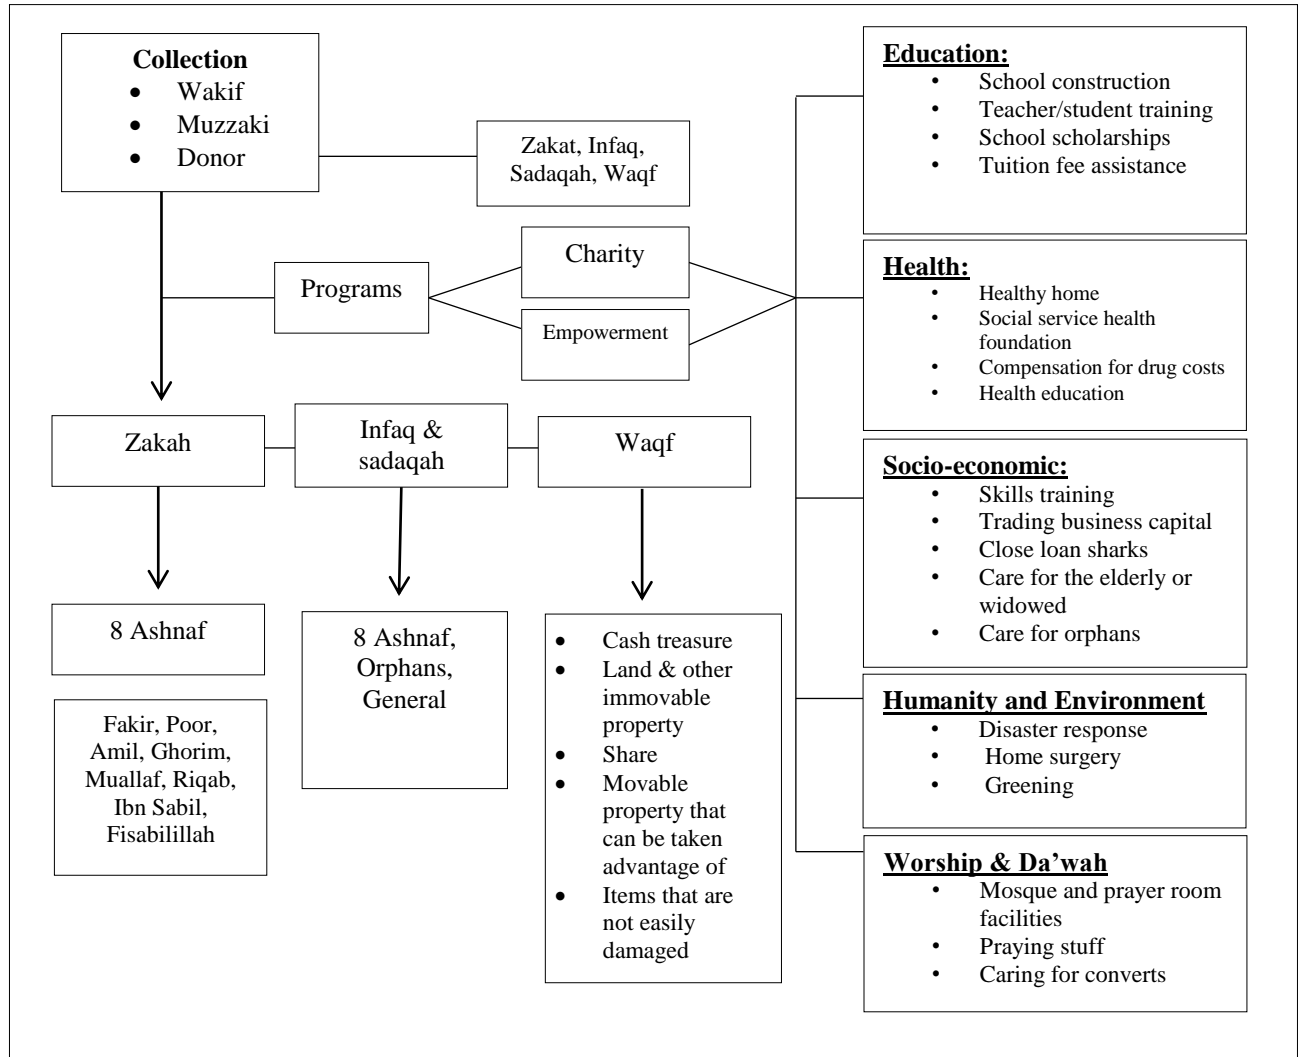 Collection
• Wakif
• Muzzaki
• Donor
Zakat, Infaq,
Sadaqah, Waqf
Programs
Charity
Empowerment
Zakah
Infaq &
sadaqah
Waqf
8 Ashnaf
Fakir, Poor,
Amil, Ghorim,
Muallaf, Riqab,
Ibn Sabil,
Fisabilillah
8 Ashnaf,
Orphans,
General
• Cash treasure
• Land & other
immovable
property
• Share
• Movable
property that
can be taken
advantage of
• Items that are
not easily
damaged
Education:
• School construction
• Teacher/student training
• School scholarships
• Tuition fee assistance
Health:
• Healthy home
• Social service health
foundation
• Compensation for drug costs
• Health education
Socio-economic:
• Skills training
• Trading business capital
• Close loan sharks
• Care for the elderly or
widowed
• Care for orphans
Humanity and Environment
• Disaster response
• Home surgery
• Greening
Worship & Da’wah
• Mosque and prayer room
facilities
• Praying stuff
• Caring for converts